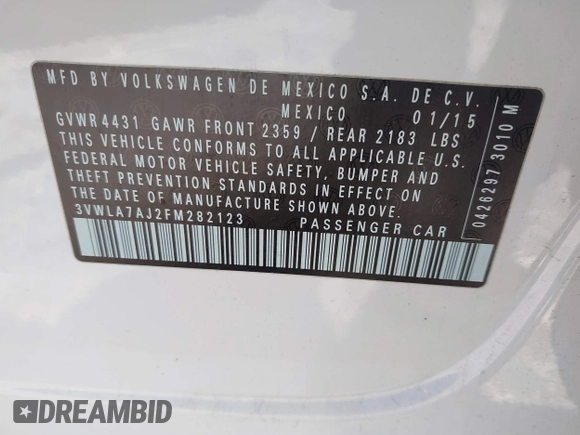 MFD BY VOLKSWAGEN DE MEXICO S.A. DE C.V.
MEXICO 01/15
GVWR 4431 GAWR FRONT 2359 / REAR 2183 LBS
THIS VEHICLE CONFORMS TO ALL APPLICABLE U.S.
FEDERAL MOTOR VEHICLE SAFETY, BUMPER AND
THEFT PREVENTION STANDARDS IN EFFECT ON
THE DATE OF MANUFACTURE SHOWN ABOVE.
3VWLA7AJ2FM282123 PASSENGER CAR
0426297 3010 M
DREAMBID